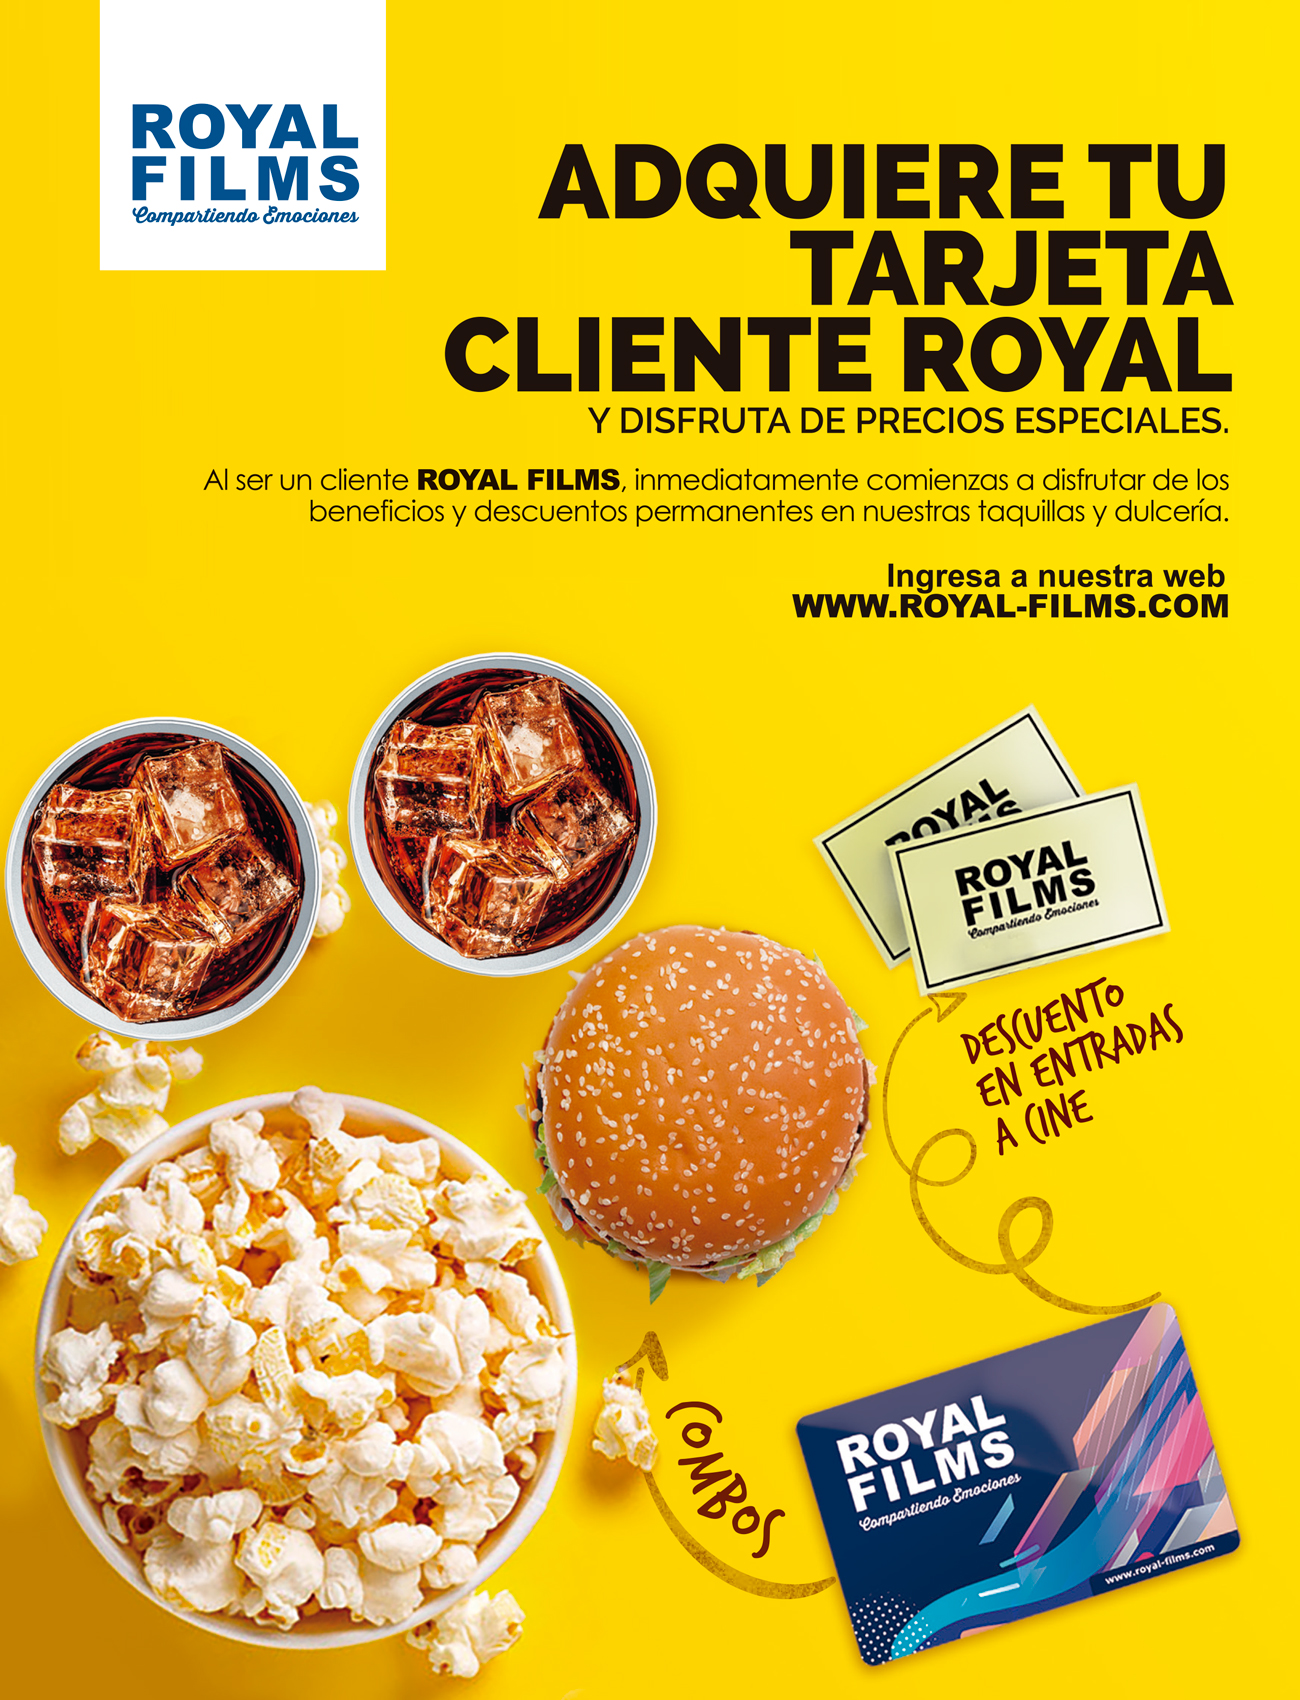 ROYAL
FILMS
Compartiendo Emociones
ADQUIERE TU
TARJETA
CLIENTE ROYAL
Y DISFRUTA DE PRECIOS ESPECIALES.
Al ser un cliente ROYAL FILMS, inmediatamente comienzas a disfrutar de los
beneficios y descuentos permanentes en nuestras taquillas y dulcería.
Ingresa a nuestra web
WWW.ROYAL-FILMS.COM
ROYAL
ROYAL
FILMS
Compartiendo Emociones
DESCUENTO
EN ENTRADAS
A CINE
COMBOS
ROYAL
FILMS
Compartiendo Emociones
www.royal-films.com